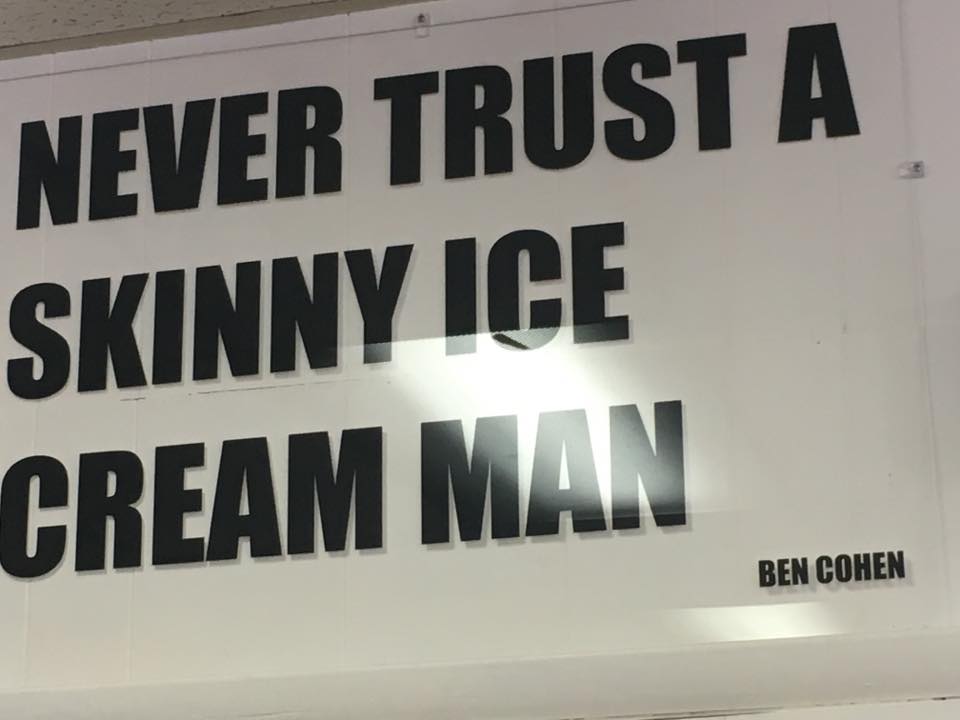 NEVER TRUST A
SKINNY ICE
CREAM MAN
BEN COHEN